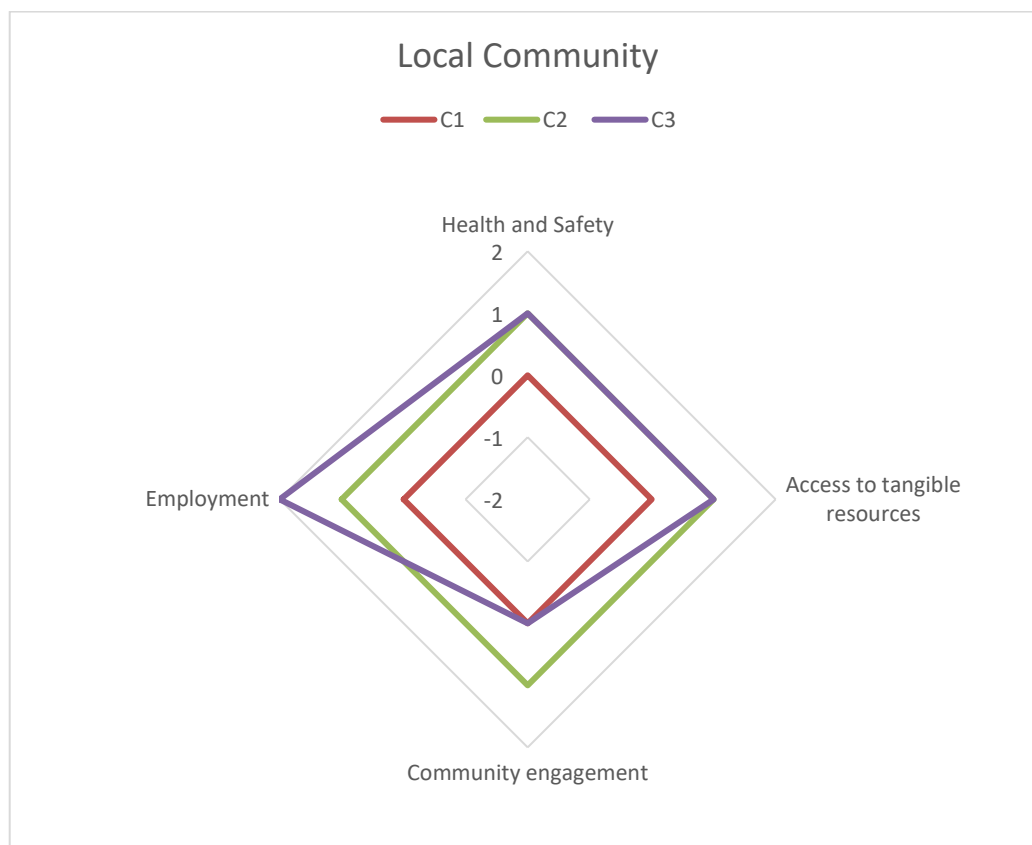 Local Community
C1 C2 C3
Health and Safety
2
1
0
-1
-2
Employment
Access to tangible
resources
Community engagement